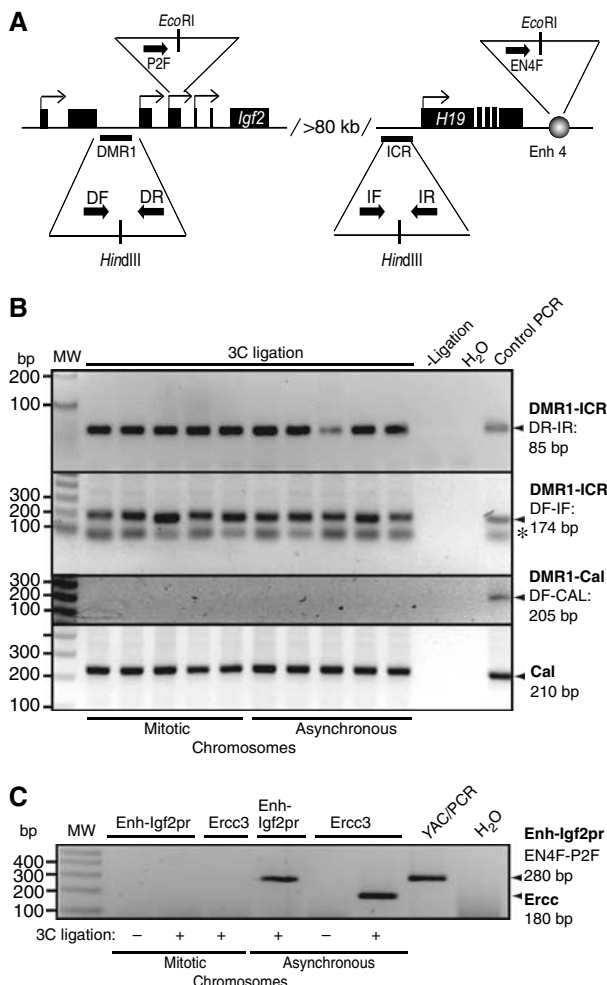 A
EcoRI
P2F
EcoRI
EN4F
Igf2
/>80 kb/
H19
DMR1
ICR
Enh 4
DF
DR
IF
IR
HindIII
HindIII
B
3C ligation
-Ligation
H2O
Control PCR
bp
MW
200
100
DMR1-ICR
DR-IR:
85 bp
300
200
100
DMR1-ICR
DF-IF:
174 bp
*
300
200
100
DMR1-Cal
DF-CAL:
205 bp
300
200
100
Cal
210 bp
Mitotic
Asynchronous
Chromosomes
C
bp
MW
Enh-Igf2pr
Ercc3
Enh-
Igf2pr
Ercc3
YAC/PCR
H2O
400
300
200
100
Enh-Igf2pr
EN4F-P2F
280 bp
Ercc
180 bp
3C ligation: – + + + – +
Mitotic
Asynchronous
Chromosomes